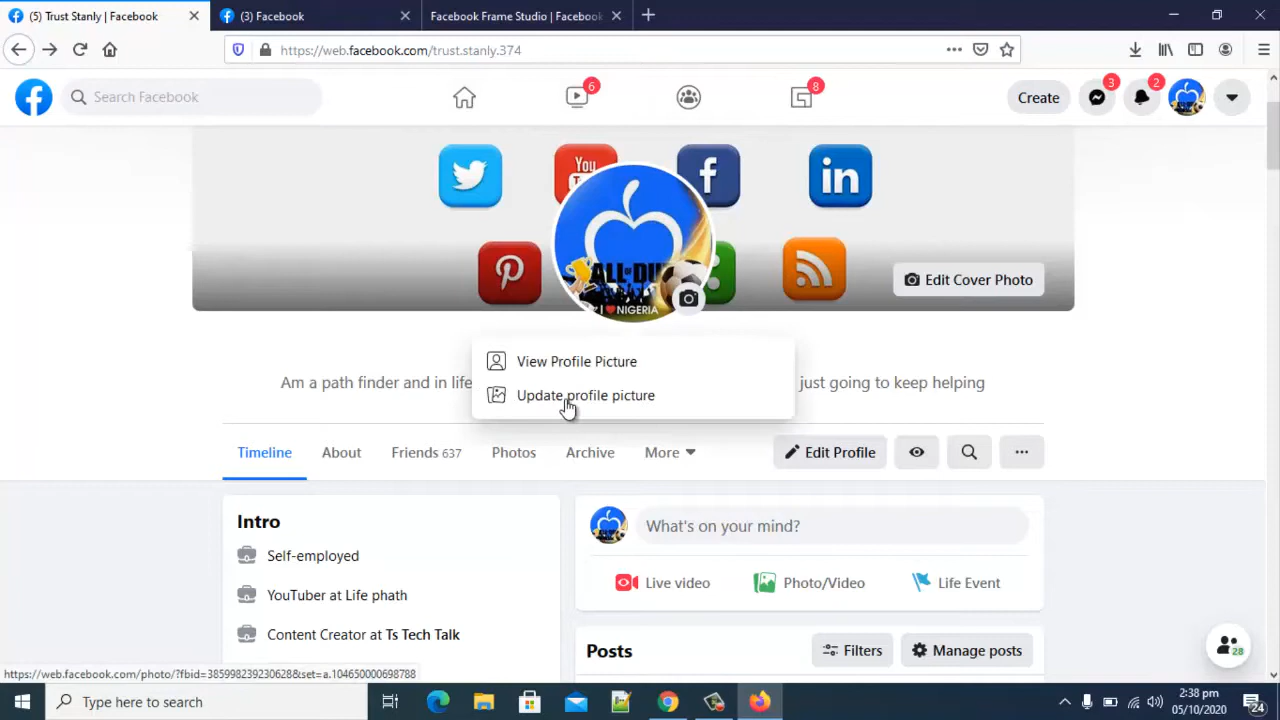 (5) Trust Stanly | Facebook
(3) Facebook
Facebook Frame Studio | Facebook
https://web.facebook.com/trust.stanly.374
Search Facebook
6
8
Create
3
2
You
f
in
ALL
NIGERIA
Edit Cover Photo
View Profile Picture
Update profile picture
Am a path finder and in life
just going to keep helping
Timeline
About
Friends 637
Photos
Archive
More
Edit Profile
Intro
Self-employed
YouTuber at Life phath
Content Creator at Ts Tech Talk
What's on your mind?
Live video
Photo/Video
Life Event
Posts
Filters
Manage posts
28
https://web.facebook.com/photo/?fbid=385998239230628&set=a.104650000698788
Type here to search
2:38 pm
05/10/2020
24